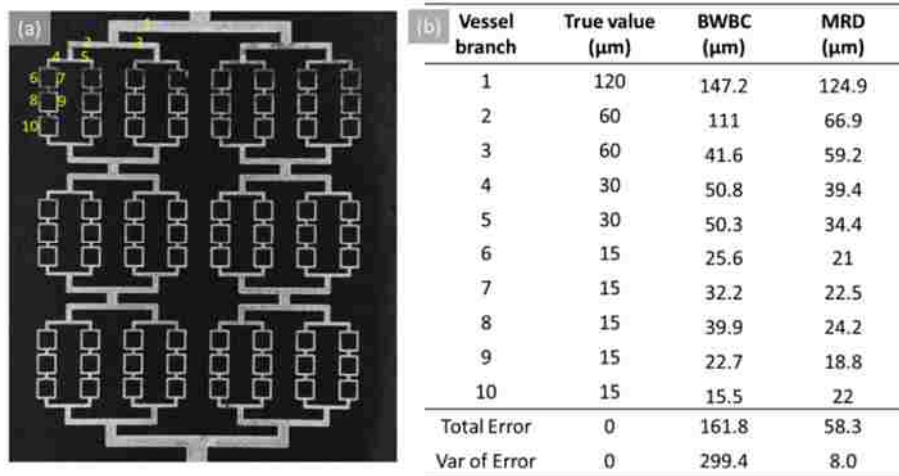 (a)
1
2 3
4 5
6 7
8 9
10
(b)
Vessel branch True value (μm) BWBC (μm) MRD (μm)
1 120 147.2 124.9
2 60 111 66.9
3 60 41.6 59.2
4 30 50.8 39.4
5 30 50.3 34.4
6 15 25.6 21
7 15 32.2 22.5
8 15 39.9 24.2
9 15 22.7 18.8
10 15 15.5 22
Total Error 0 161.8 58.3
Var of Error 0 299.4 8.0